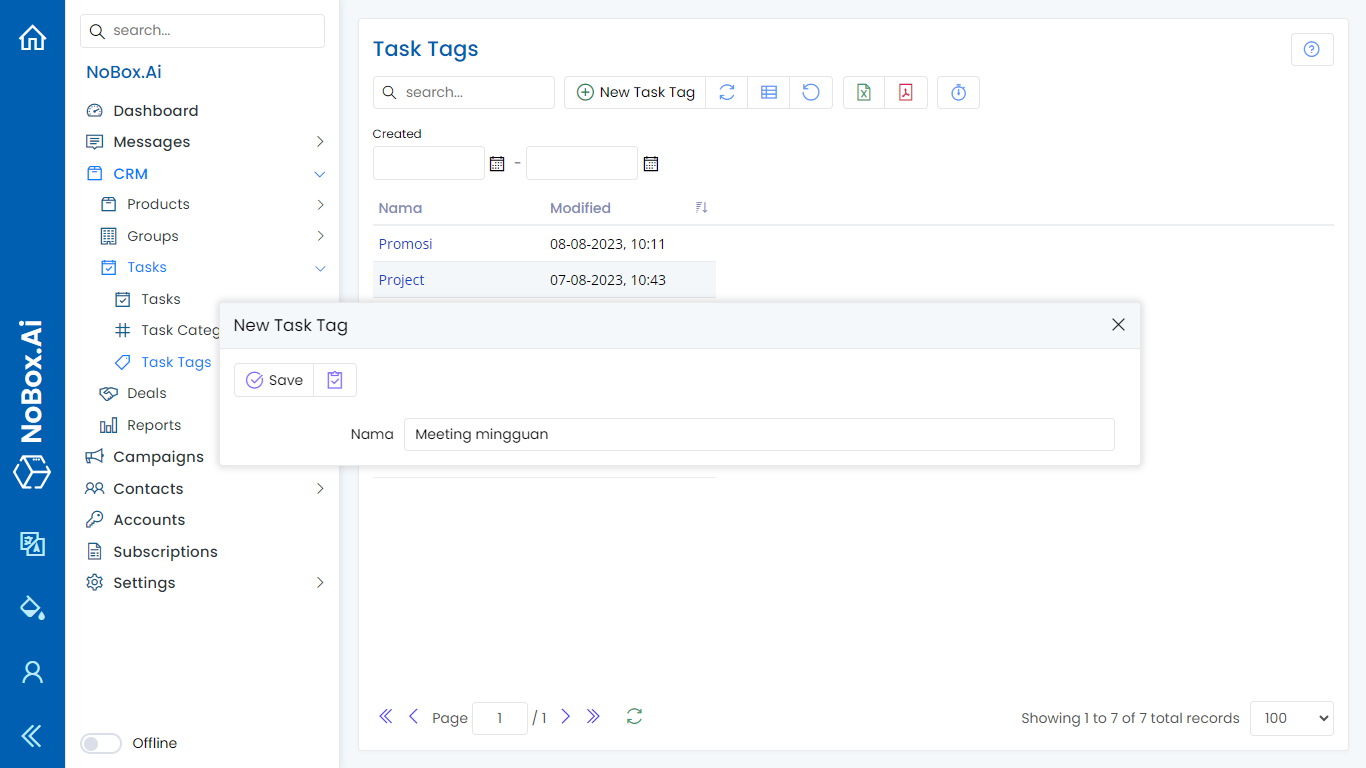 search...
NoBox.Ai
Dashboard
Messages
CRM
Products
Groups
Tasks
Tasks
Task Categ
Task Tags
Deals
Reports
Campaigns
Contacts
Accounts
Subscriptions
Settings
Offline
NoBox.Ai
Task Tags
search...
New Task Tag
Created
-
Nama Modified
Promosi 08-08-2023, 10:11
Project 07-08-2023, 10:43
New Task Tag
Save
Nama Meeting mingguan
Page 1 / 1
Showing 1 to 7 of 7 total records 100